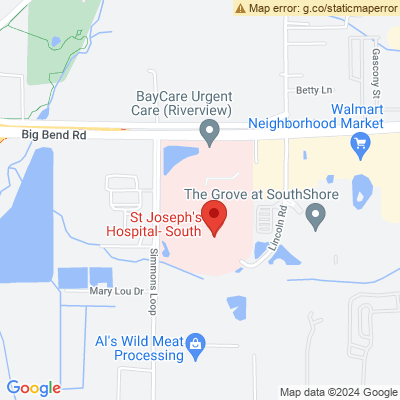 Map error: g.co/staticmaperror
Gascony St
Betty Ln
BayCare Urgent
Care (Riverview)
Walmart
Neighborhood Market
Big Bend Rd
The Grove at SouthShore
St Joseph's
Hospital- South
Lincoln Rd
Simmons Loop
Mary Lou Dr
Al's Wild Meat
Processing
Google
Map data ©2024 Google